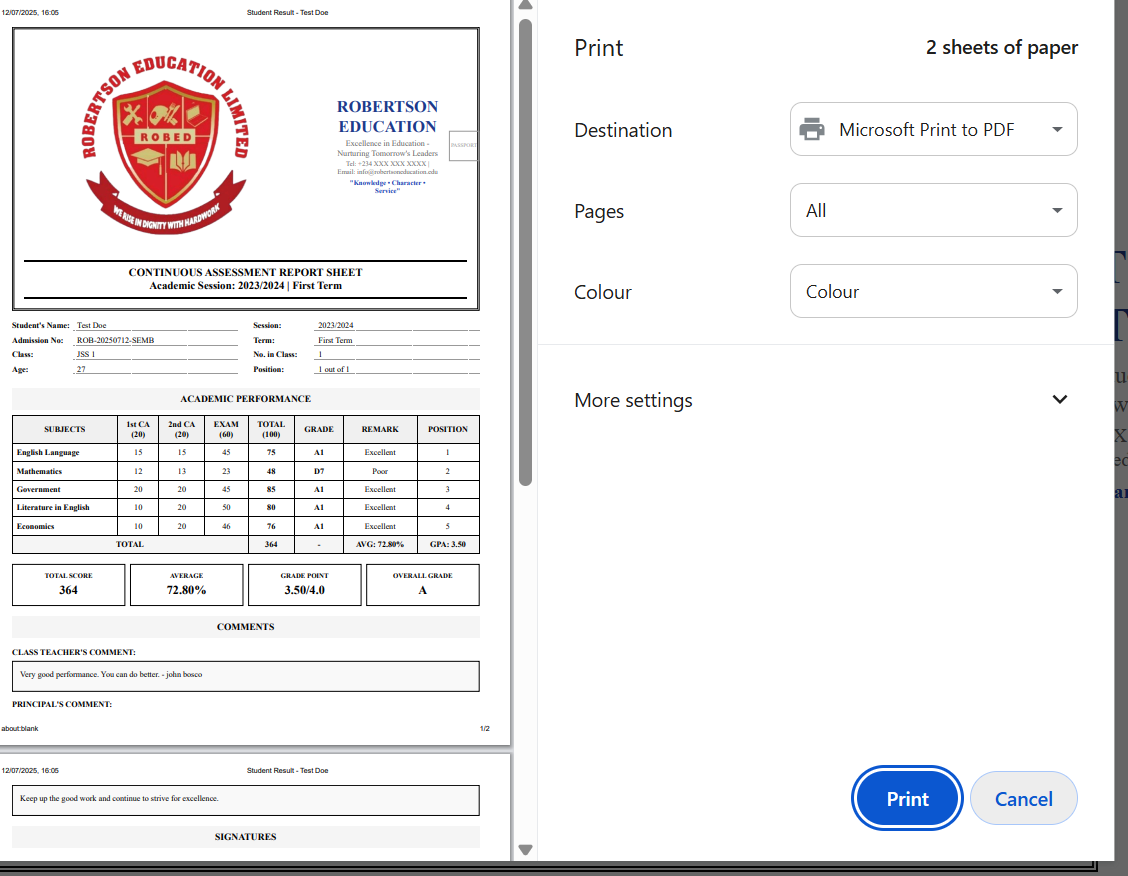 12/07/2025, 16:05
Student Result - Test Doe
ROBERTSON EDUCATION LIMITED
ROBED
WE RISE IN DIGNITY WITH HARDWORK
ROBERTSON
EDUCATION
Excellence in Education -
Nurturing Tomorrow's Leaders
Tel: +234 XXX XXX XXXX |
Email: info@robertsoneducation.edu
"Knowledge • Character •
Service"
PASSPORT
CONTINUOUS ASSESSMENT REPORT SHEET
Academic Session: 2023/2024 | First Term
Student's Name: Test Doe Session: 2023/2024
Admission No: ROB-20250712-SEMB Term: First Term
Class: JSS 1 No. in Class: 1
Age: 27 Position: 1 out of 1
ACADEMIC PERFORMANCE
SUBJECTS 1st CA (20) 2nd CA (20) EXAM (60) TOTAL (100) GRADE REMARK POSITION
English Language 15 15 45 75 A1 Excellent 1
Mathematics 12 13 23 48 D7 Poor 2
Government 20 20 45 85 A1 Excellent 3
Literature in English 10 20 50 80 A1 Excellent 4
Economics 10 20 46 76 A1 Excellent 5
TOTAL 364 - AVG: 72.80% GPA: 3.50
TOTAL SCORE AVERAGE GRADE POINT OVERALL GRADE
364 72.80% 3.50/4.0 A
COMMENTS
CLASS TEACHER'S COMMENT:
Very good performance. You can do better. - john bosco
PRINCIPAL'S COMMENT:
about:blank 1/2
12/07/2025, 16:05
Student Result - Test Doe
Keep up the good work and continue to strive for excellence.
SIGNATURES
Print
2 sheets of paper
Destination
Microsoft Print to PDF
Pages
All
Colour
Colour
More settings
Print
Cancel